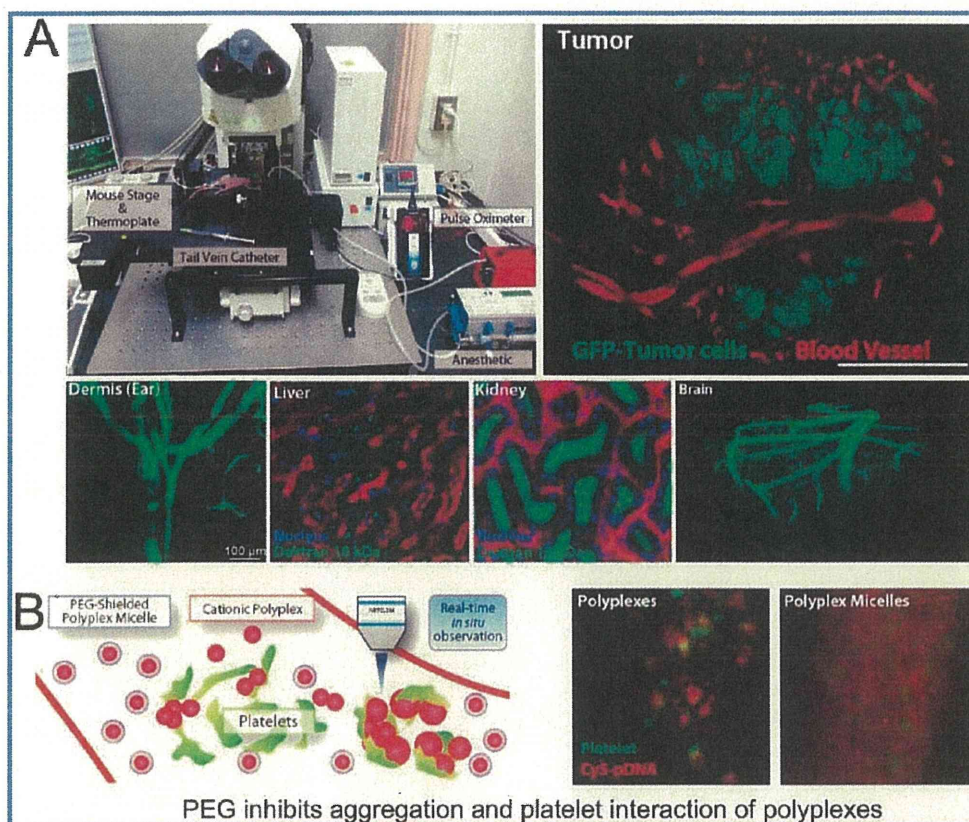 A
Mouse Stage
&
Thermoplate
Tail Vein Catheter
Pulse Oximeter
Anesthetic
Tumor
GFP-Tumor cells Blood Vessel
Dermis (Ear)
100 µm
Liver
Nucleus
Dextran 10 kDa
Kidney
Nucleus
Dextran
Brain
B
PEG-Shielded
Polyplex Micelle
Cationic Polyplex
Real-time
in situ
observation
Platelets
Polyplexes
Platelet
Cy5-pDNA
Polyplex Micelles
PEG inhibits aggregation and platelet interaction of polyplexes